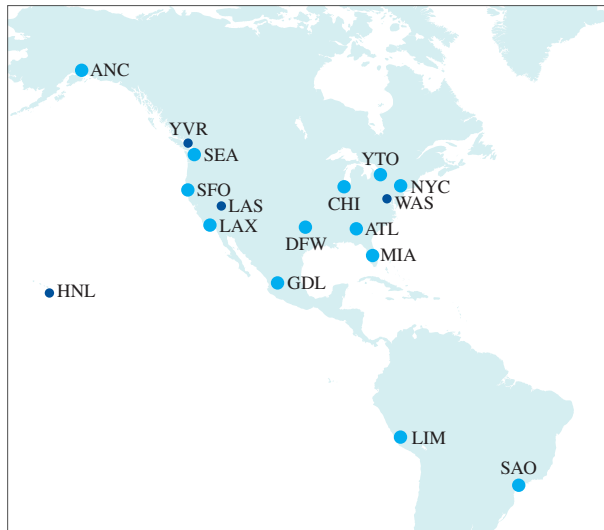 ANC
YVR
SEA
YTO
SFO
NYC
LAS
CHI
WAS
LAX
DFW
ATL
MIA
GDL
HNL
LIM
SAO